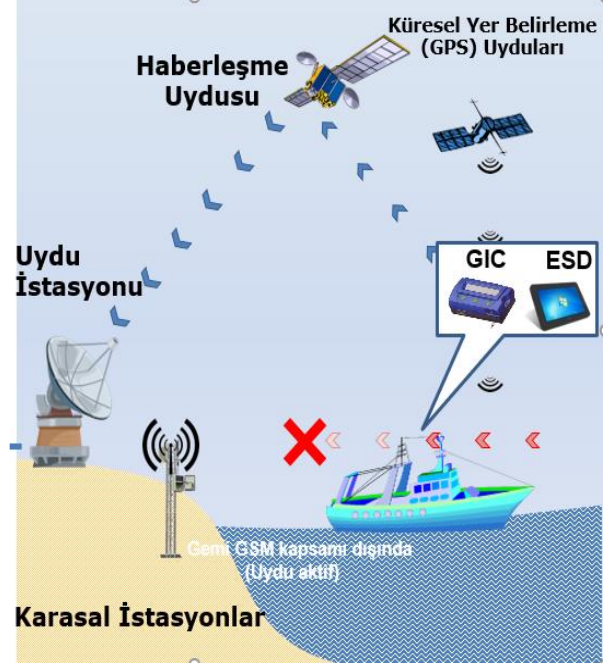 Küresel Yer Belirleme
(GPS) Uyduları
Haberleşme
Uydusu
Uydu
İstasyonu
GIC ESD
Gemi GSM kapsamı dışında
(Uydu aktif)
Karasal İstasyonlar